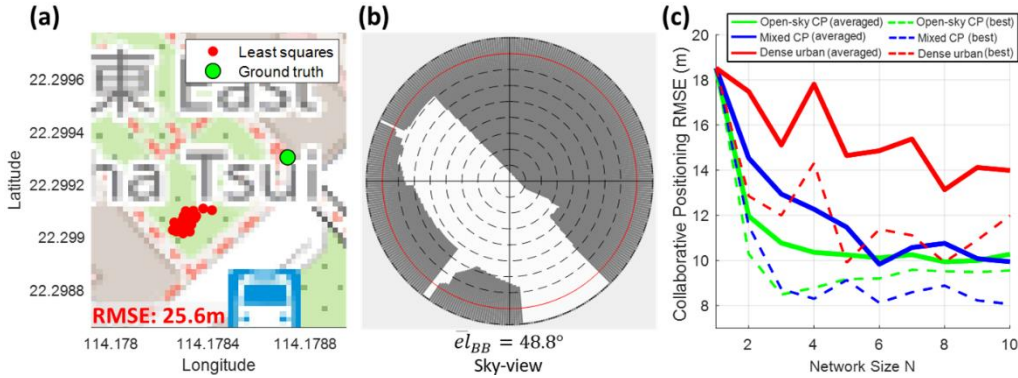 (a)
Least squares
Ground truth
東 East
Tsui
RMSE: 25.6m
Latitude
22.2996
22.2994
22.2992
22.299
22.2988
114.178
114.1784
114.1788
Longitude
(b)
e̅l̅BB = 48.8°
Sky-view
(c)
Open-sky CP (averaged)
Mixed CP (averaged)
Dense urban (averaged)
Open-sky CP (best)
Mixed CP (best)
Dense urban (best)
Collaborative Positioning RMSE (m)
20
18
16
14
12
10
8
2
4
6
8
10
Network Size N